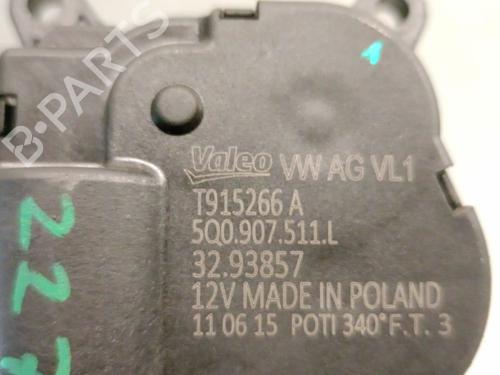 B-PARTS
Valeo VW AG VL1
T915266 A
5Q0.907.511.L
32.93857
12V MADE IN POLAND
11 06 15 POTI 340°F.T. 3
227